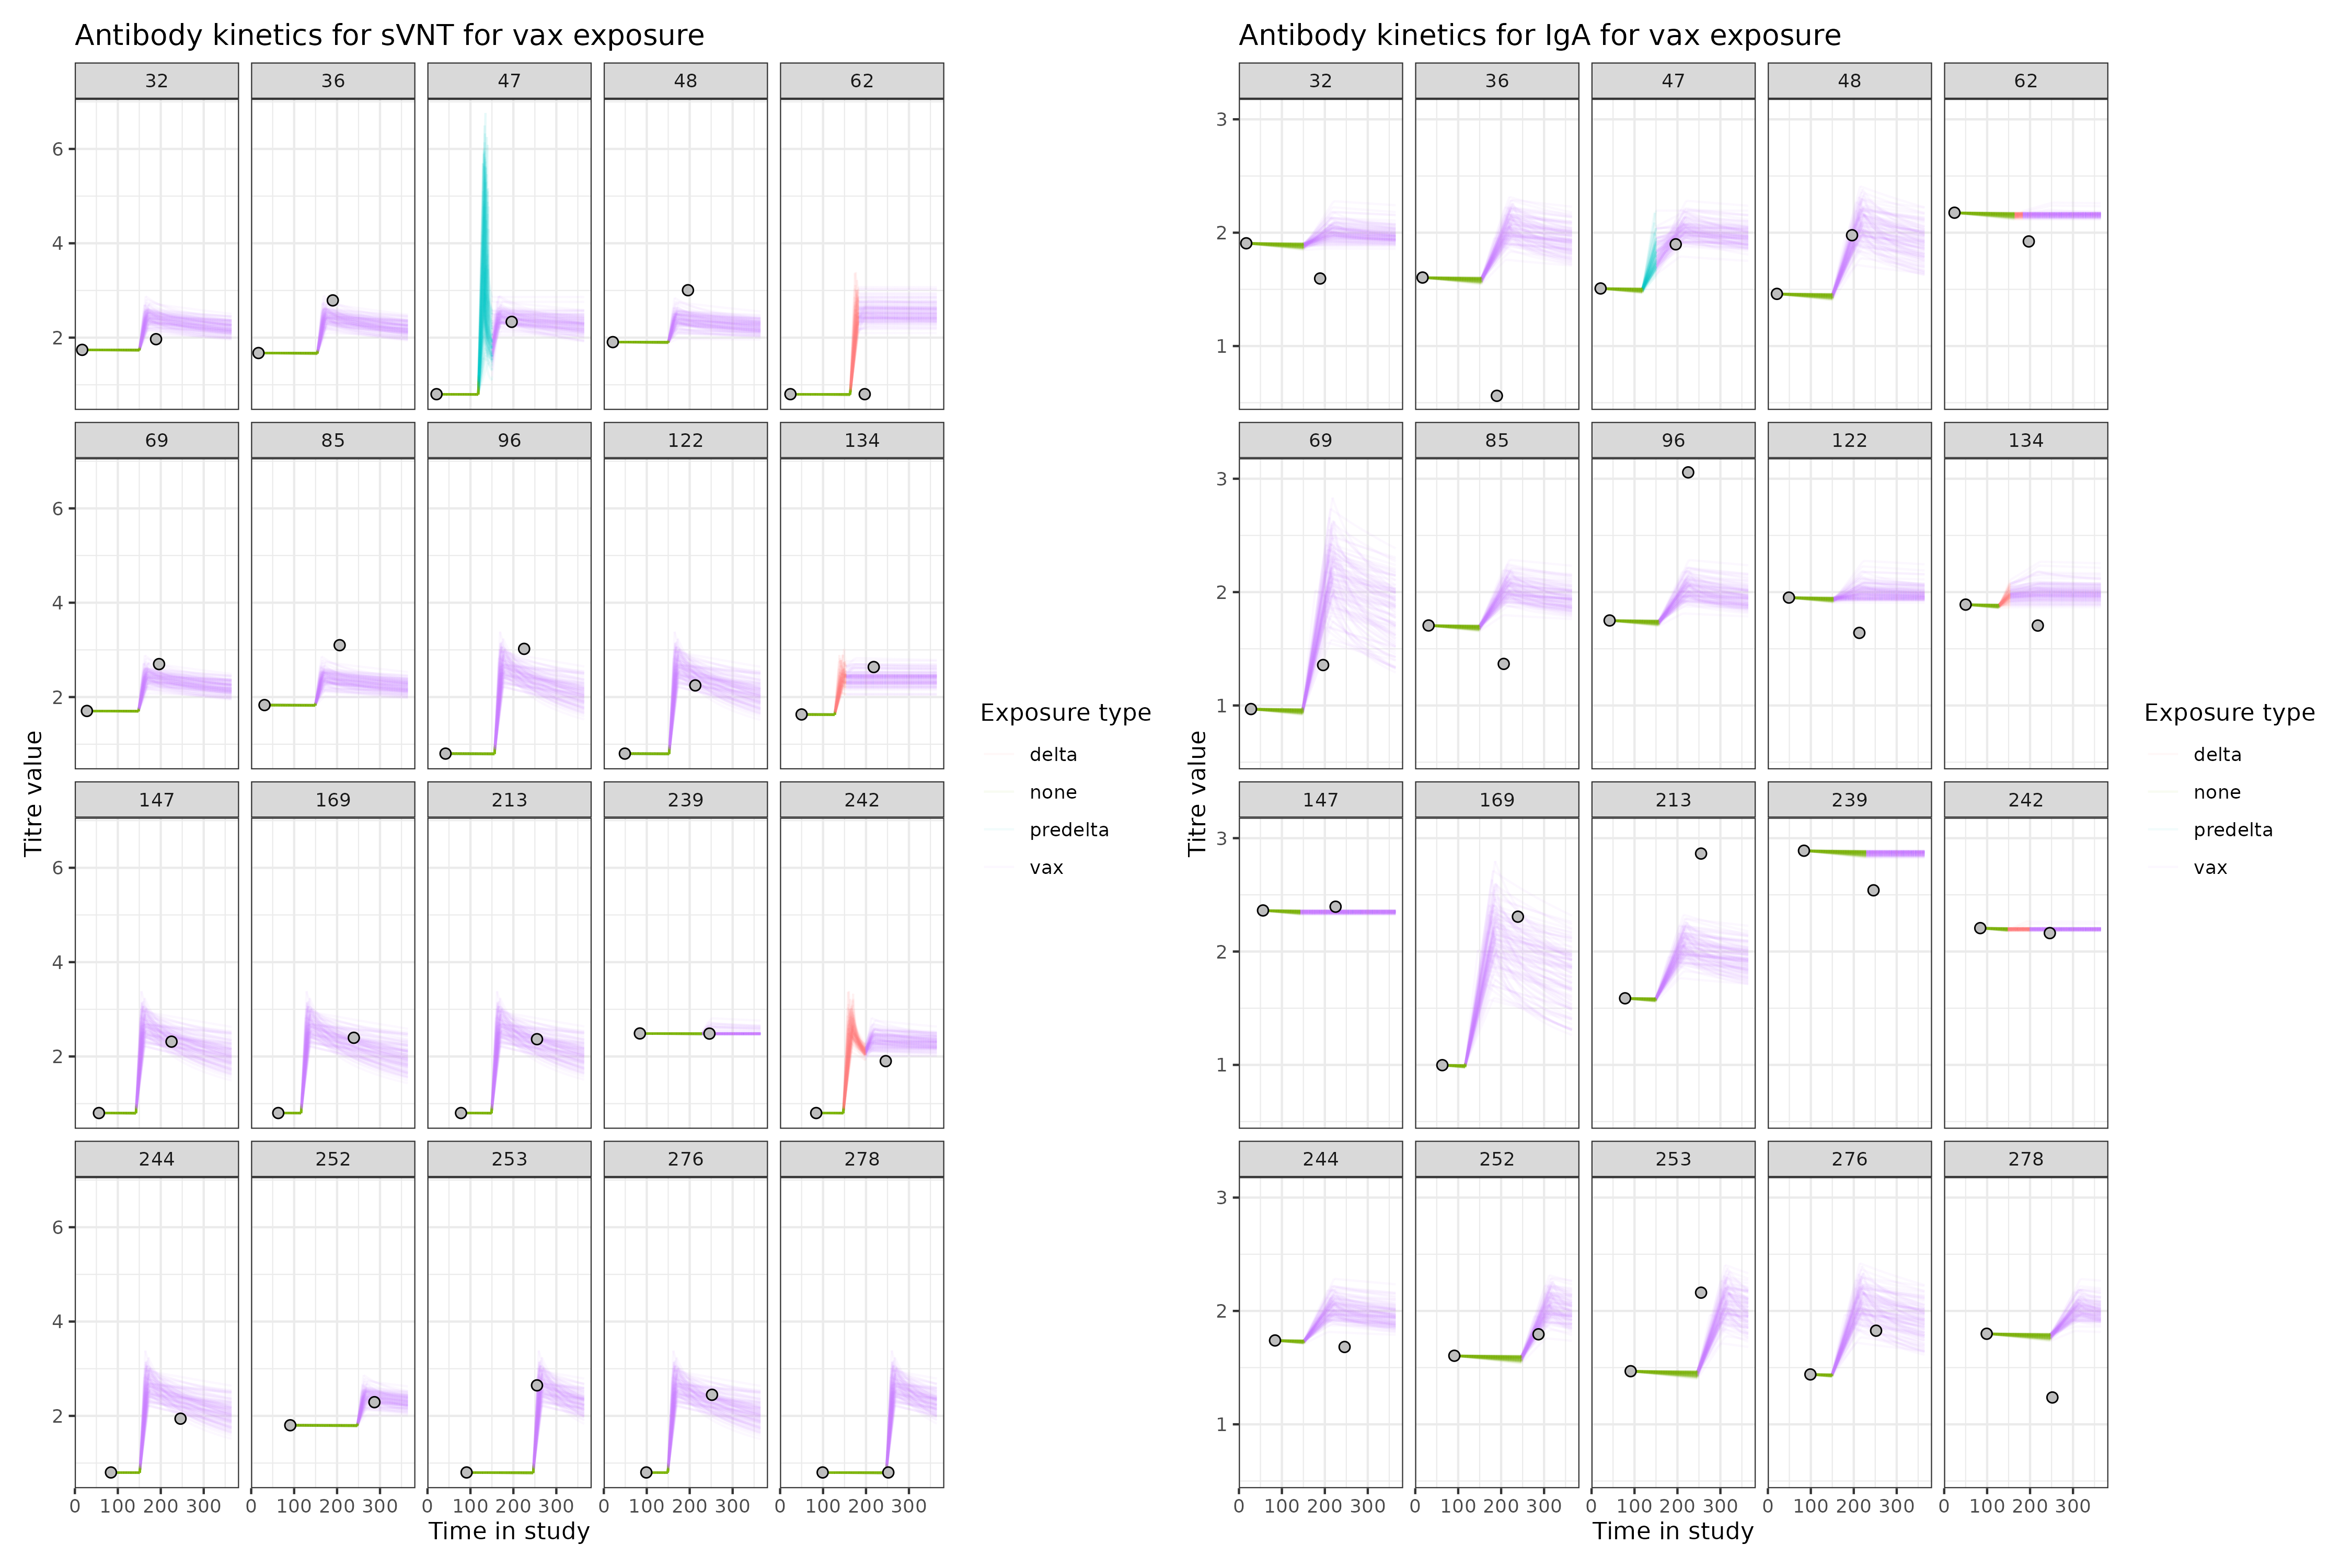 Antibody kinetics for sVNT for vax exposure
32 36 47 48 62
6
4
2
69 85 96 122 134
6
4
2
147 169 213 239 242
6
4
2
244 252 253 276 278
6
4
2
0 100 200 300 0 100 200 300 0 100 200 300 0 100 200 300 0 100 200 300
Time in study
Titre value
Exposure type
delta
none
predelta
vax
Antibody kinetics for IgA for vax exposure
32 36 47 48 62
3
2
1
69 85 96 122 134
3
2
1
147 169 213 239 242
3
2
1
244 252 253 276 278
3
2
1
0 100 200 300 0 100 200 300 0 100 200 300 0 100 200 300 0 100 200 300
Time in study
Titre value
Exposure type
delta
none
predelta
vax